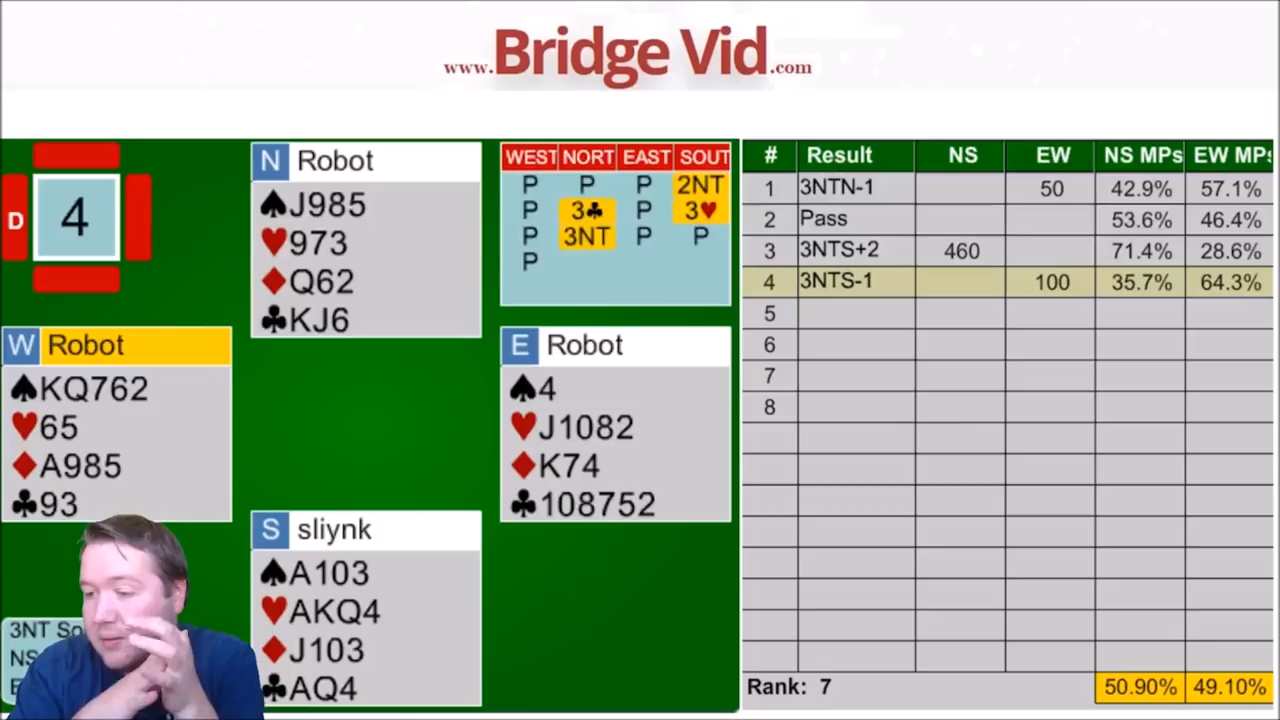 www.Bridge Vid.com
D 4
N Robot
♠J985
♥973
♦Q62
♣KJ6
WEST NORT EAST SOUT
P P P 2NT
P 3♣ P 3♥
P 3NT P P
P
W Robot
♠KQ762
♥65
♦A985
♣93
E Robot
♠4
♥J1082
♦K74
♣108752
S sliynk
♠A103
♥AKQ4
♦J103
♣AQ4
3NT So
NS
# Result NS EW NS MPs EW MPs
1 3NTN-1 50 42.9% 57.1%
2 Pass 53.6% 46.4%
3 3NTS+2 460 71.4% 28.6%
4 3NTS-1 100 35.7% 64.3%
5
6
7
8
Rank: 7 50.90% 49.10%